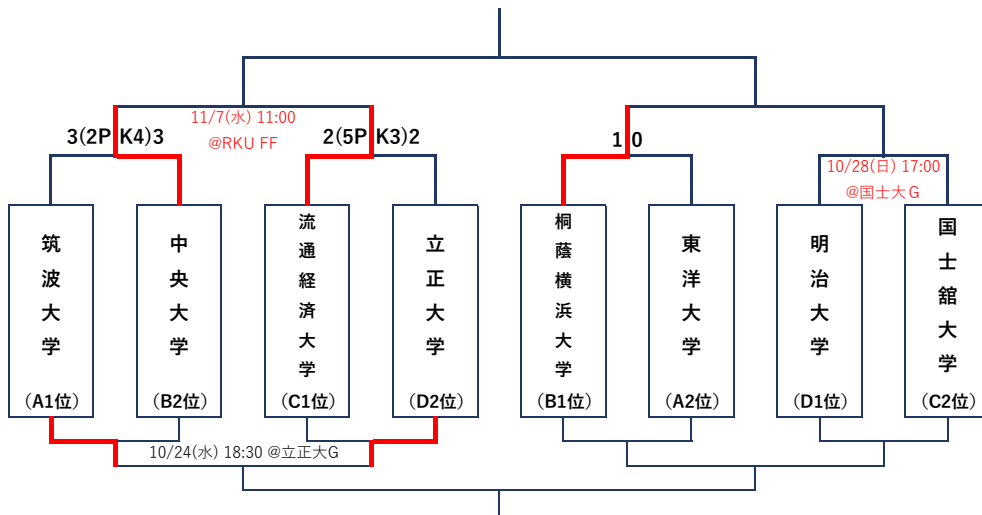 11/7(水) 11:00
@RKU FF
3(2P K4)3
2(5P K3)2
1 0
10/28(日) 17:00
@国士大G
筑波大学
(A1位)
中央大学
(B2位)
流通経済大学
(C1位)
立正大学
(D2位)
桐蔭横浜大学
(B1位)
東洋大学
(A2位)
明治大学
(D1位)
国士舘大学
(C2位)
10/24(水) 18:30 @立正大G